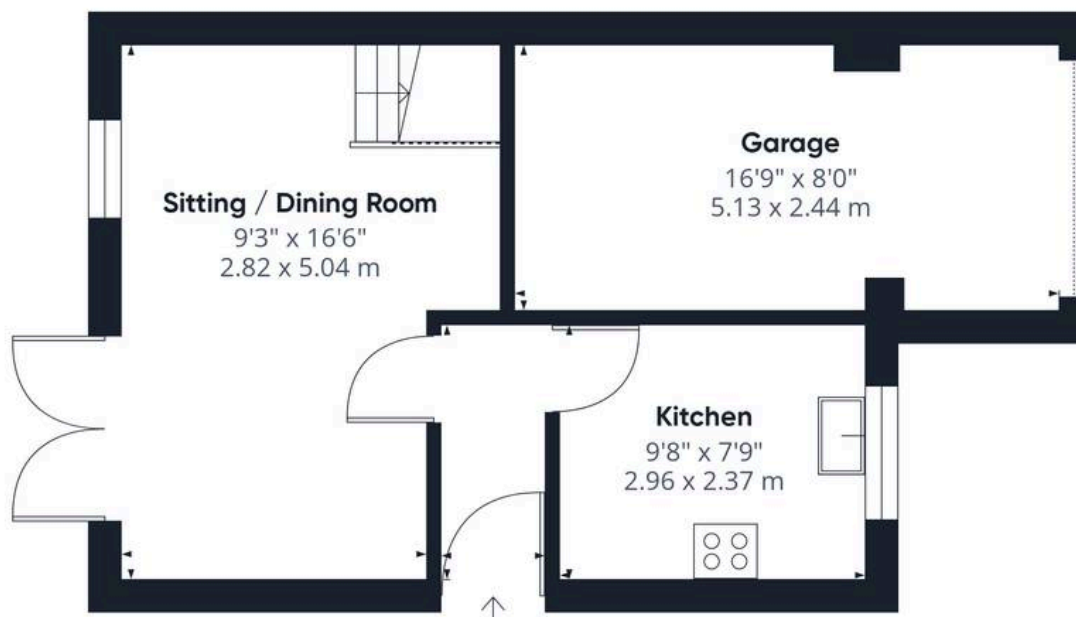 Garage
16'9" x 8'0"
5.13 x 2.44 m
Sitting / Dining Room
9'3" x 16'6"
2.82 x 5.04 m
Kitchen
9'8" x 7'9"
2.96 x 2.37 m